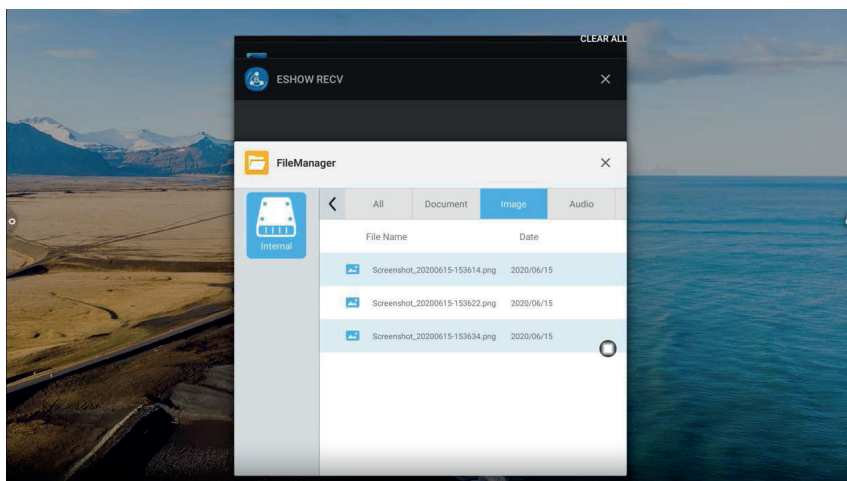 CLEAR ALL
ESHOW RECV
FileManager
All Document Image Audio
Internal
File Name Date
Screenshot_20200615-153614.png 2020/06/15
Screenshot_20200615-153622.png 2020/06/15
Screenshot_20200615-153634.png 2020/06/15